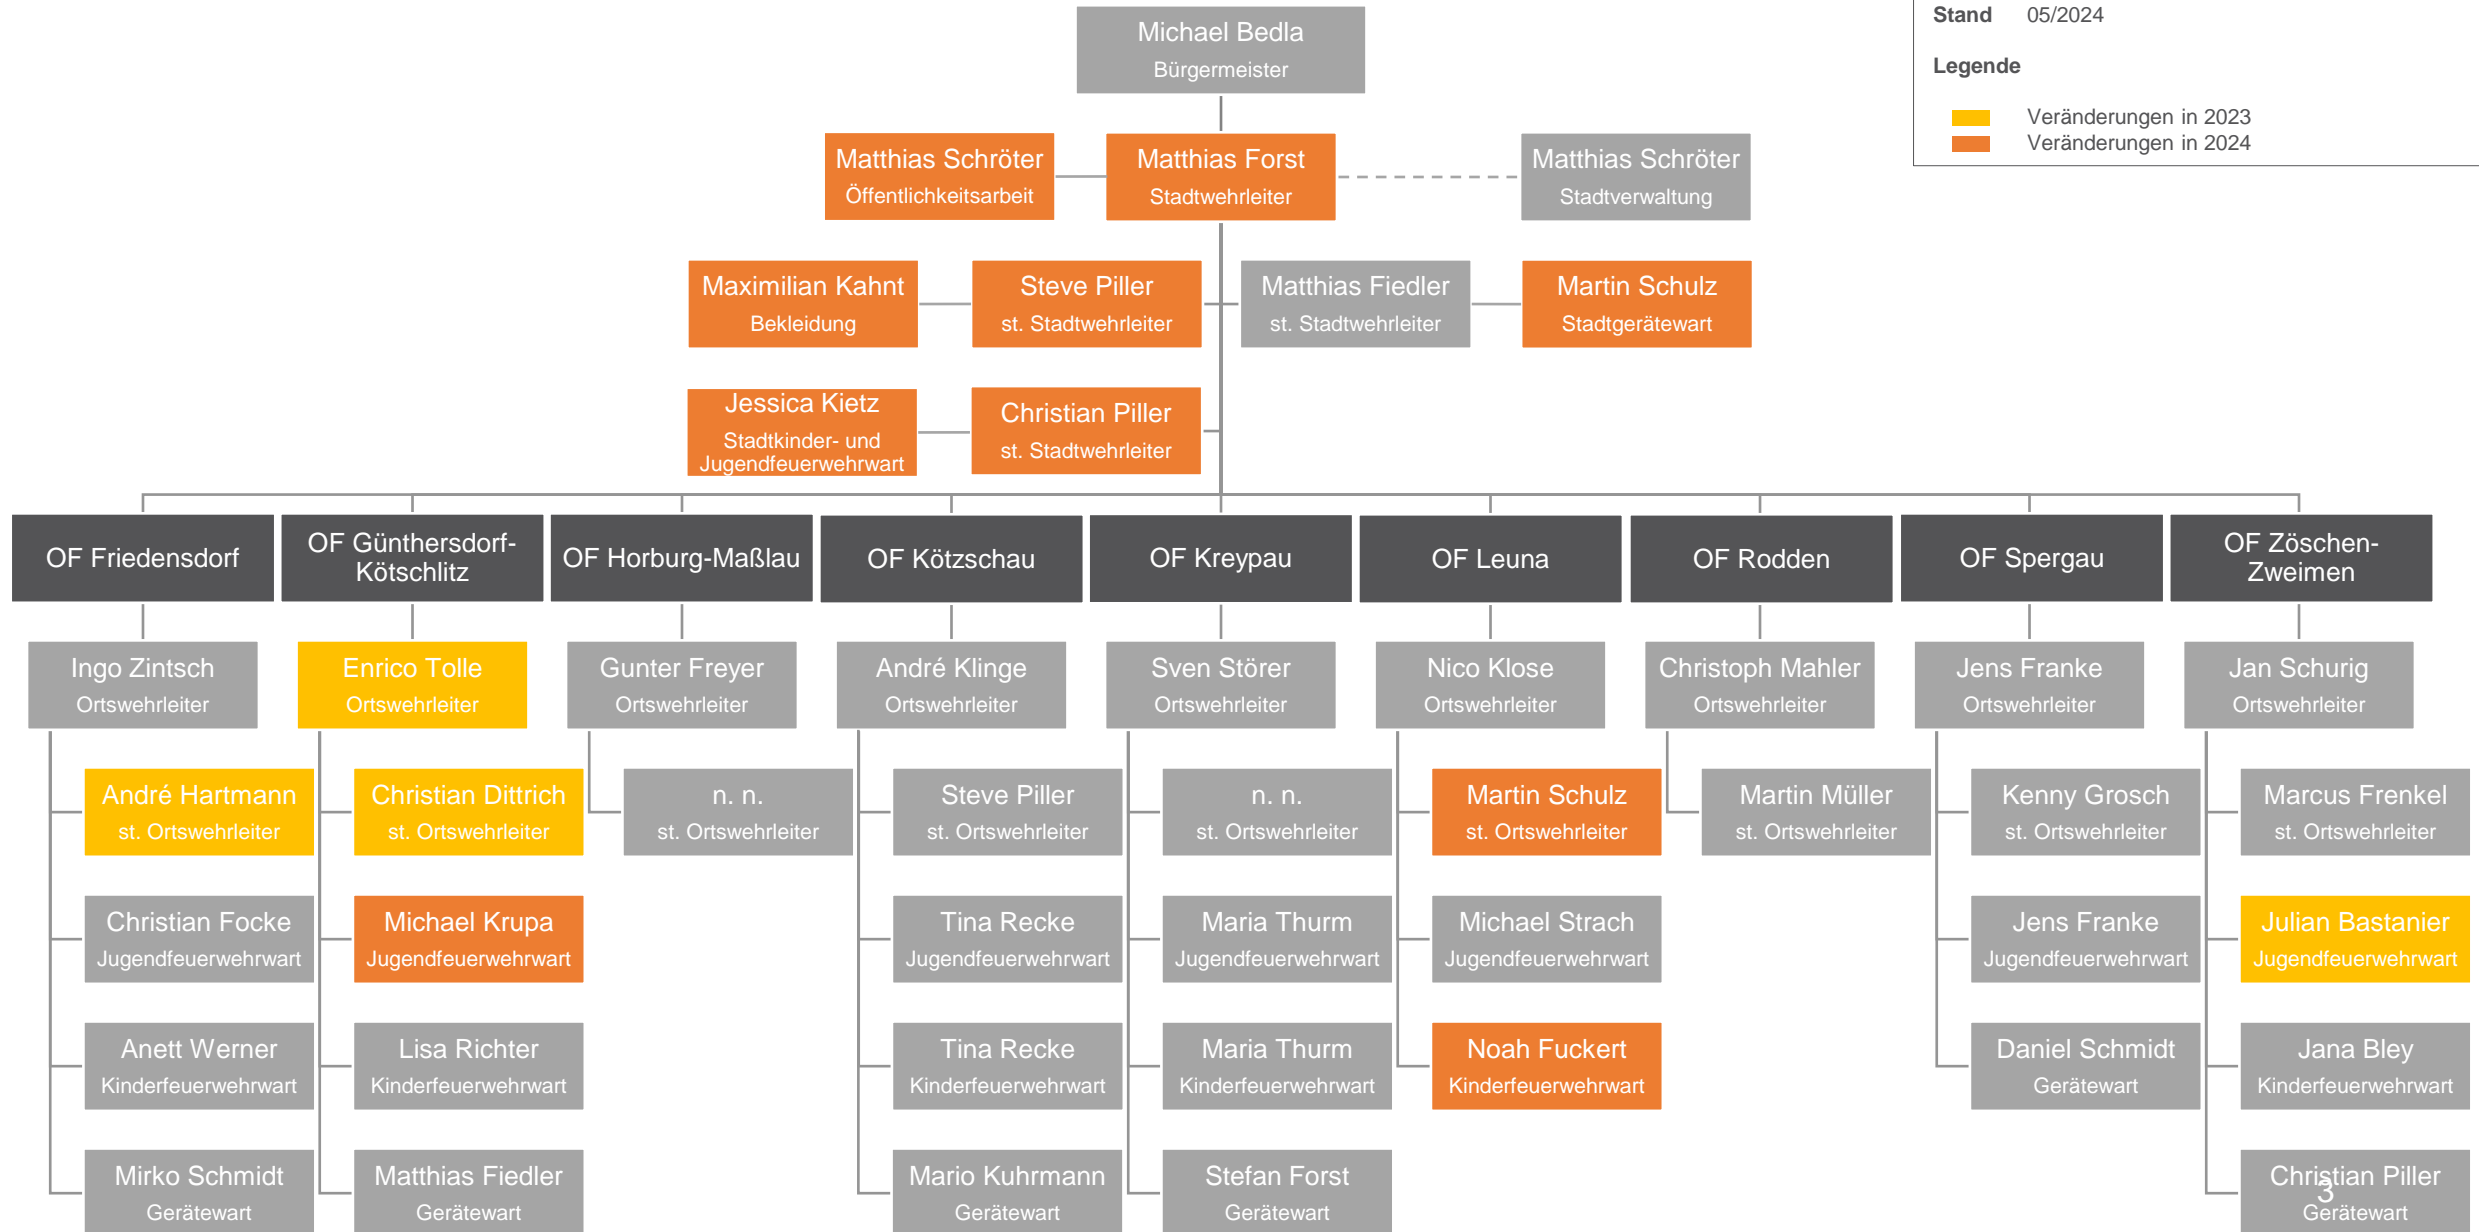 Stand 05/2024
Legende
Veränderungen in 2023
Veränderungen in 2024
Michael Bedla
Bürgermeister
Matthias Schröter
Öffentlichkeitsarbeit
Matthias Forst
Stadtwehrleiter
Matthias Schröter
Stadtverwaltung
Maximilian Kahnt
Bekleidung
Steve Piller
st. Stadtwehrleiter
Matthias Fiedler
st. Stadtwehrleiter
Martin Schulz
Stadtgerätewart
Jessica Kietz
Stadtkinder- und
Jugendfeuerwehrwart
Christian Piller
st. Stadtwehrleiter
OF Friedensdorf
Ingo Zintsch
Ortswehrleiter
André Hartmann
st. Ortswehrleiter
Christian Focke
Jugendfeuerwehrwart
Anett Werner
Kinderfeuerwehrwart
Mirko Schmidt
Gerätewart
OF Günthersdorf-
Kötschlitz
Enrico Tolle
Ortswehrleiter
Christian Dittrich
st. Ortswehrleiter
Michael Krupa
Jugendfeuerwehrwart
Lisa Richter
Kinderfeuerwehrwart
Matthias Fiedler
Gerätewart
OF Horburg-Maßlau
Gunter Freyer
Ortswehrleiter
n. n.
st. Ortswehrleiter
OF Kötzschau
André Klinge
Ortswehrleiter
Steve Piller
st. Ortswehrleiter
Tina Recke
Jugendfeuerwehrwart
Tina Recke
Kinderfeuerwehrwart
Mario Kuhrmann
Gerätewart
OF Kreypau
Sven Störer
Ortswehrleiter
n. n.
st. Ortswehrleiter
Maria Thurm
Jugendfeuerwehrwart
Maria Thurm
Kinderfeuerwehrwart
Stefan Forst
Gerätewart
OF Leuna
Nico Klose
Ortswehrleiter
Martin Schulz
st. Ortswehrleiter
Michael Strach
Jugendfeuerwehrwart
Noah Fuckert
Kinderfeuerwehrwart
OF Rodden
Christoph Mahler
Ortswehrleiter
Martin Müller
st. Ortswehrleiter
OF Spergau
Jens Franke
Ortswehrleiter
Kenny Grosch
st. Ortswehrleiter
Jens Franke
Jugendfeuerwehrwart
Daniel Schmidt
Gerätewart
OF Zöschen-
Zweimen
Jan Schurig
Ortswehrleiter
Marcus Frenkel
st. Ortswehrleiter
Julian Bastanier
Jugendfeuerwehrwart
Jana Bley
Kinderfeuerwehrwart
Christian Piller
Gerätewart
3